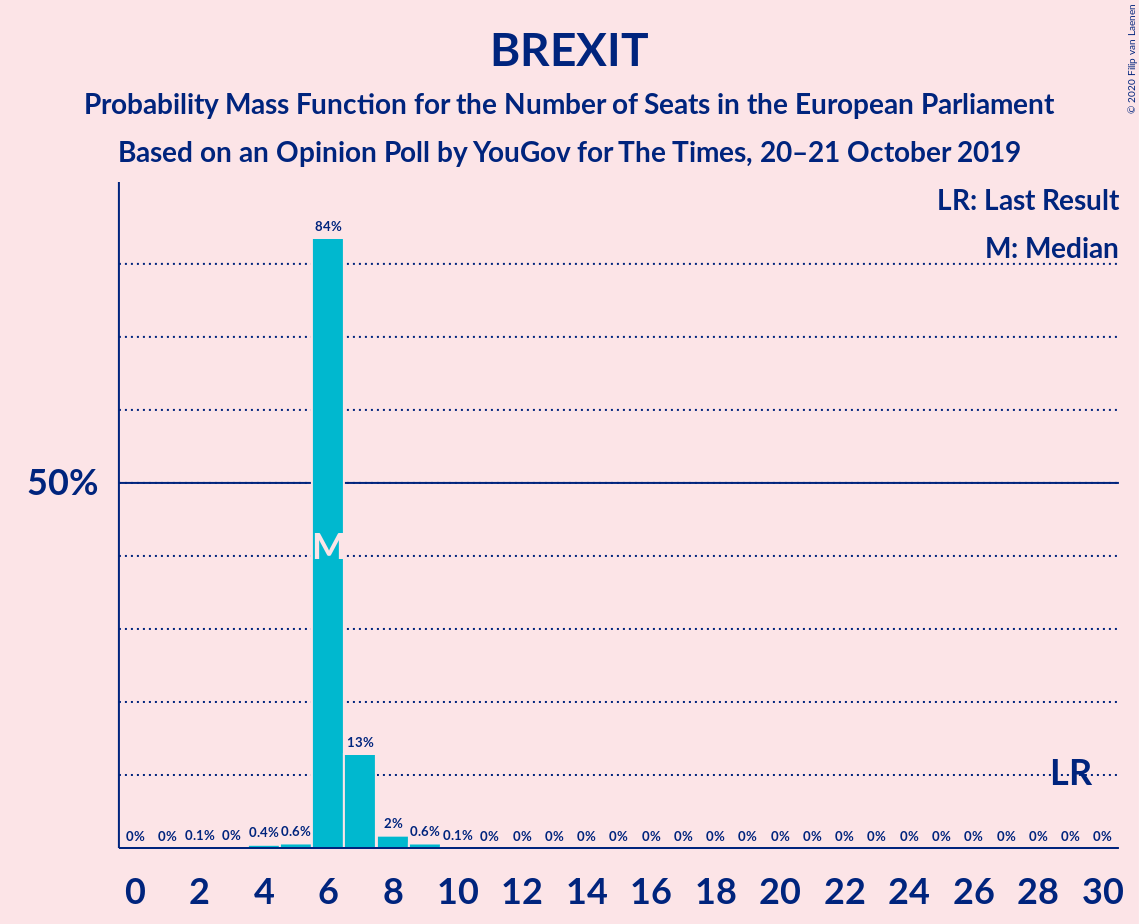 BREXIT
Probability Mass Function for the Number of Seats in the European Parliament
Based on an Opinion Poll by YouGov for The Times, 20–21 October 2019
© 2020 Filip van Laenen
LR: Last Result
M: Median
84%
50%
M
13%
LR
0% 0% 0.1% 0% 0.4% 0.6% 2% 0.6% 0.1% 0% 0% 0% 0% 0% 0% 0% 0% 0% 0% 0% 0% 0% 0% 0% 0% 0% 0% 0% 0%
0 2 4 6 8 10 12 14 16 18 20 22 24 26 28 30